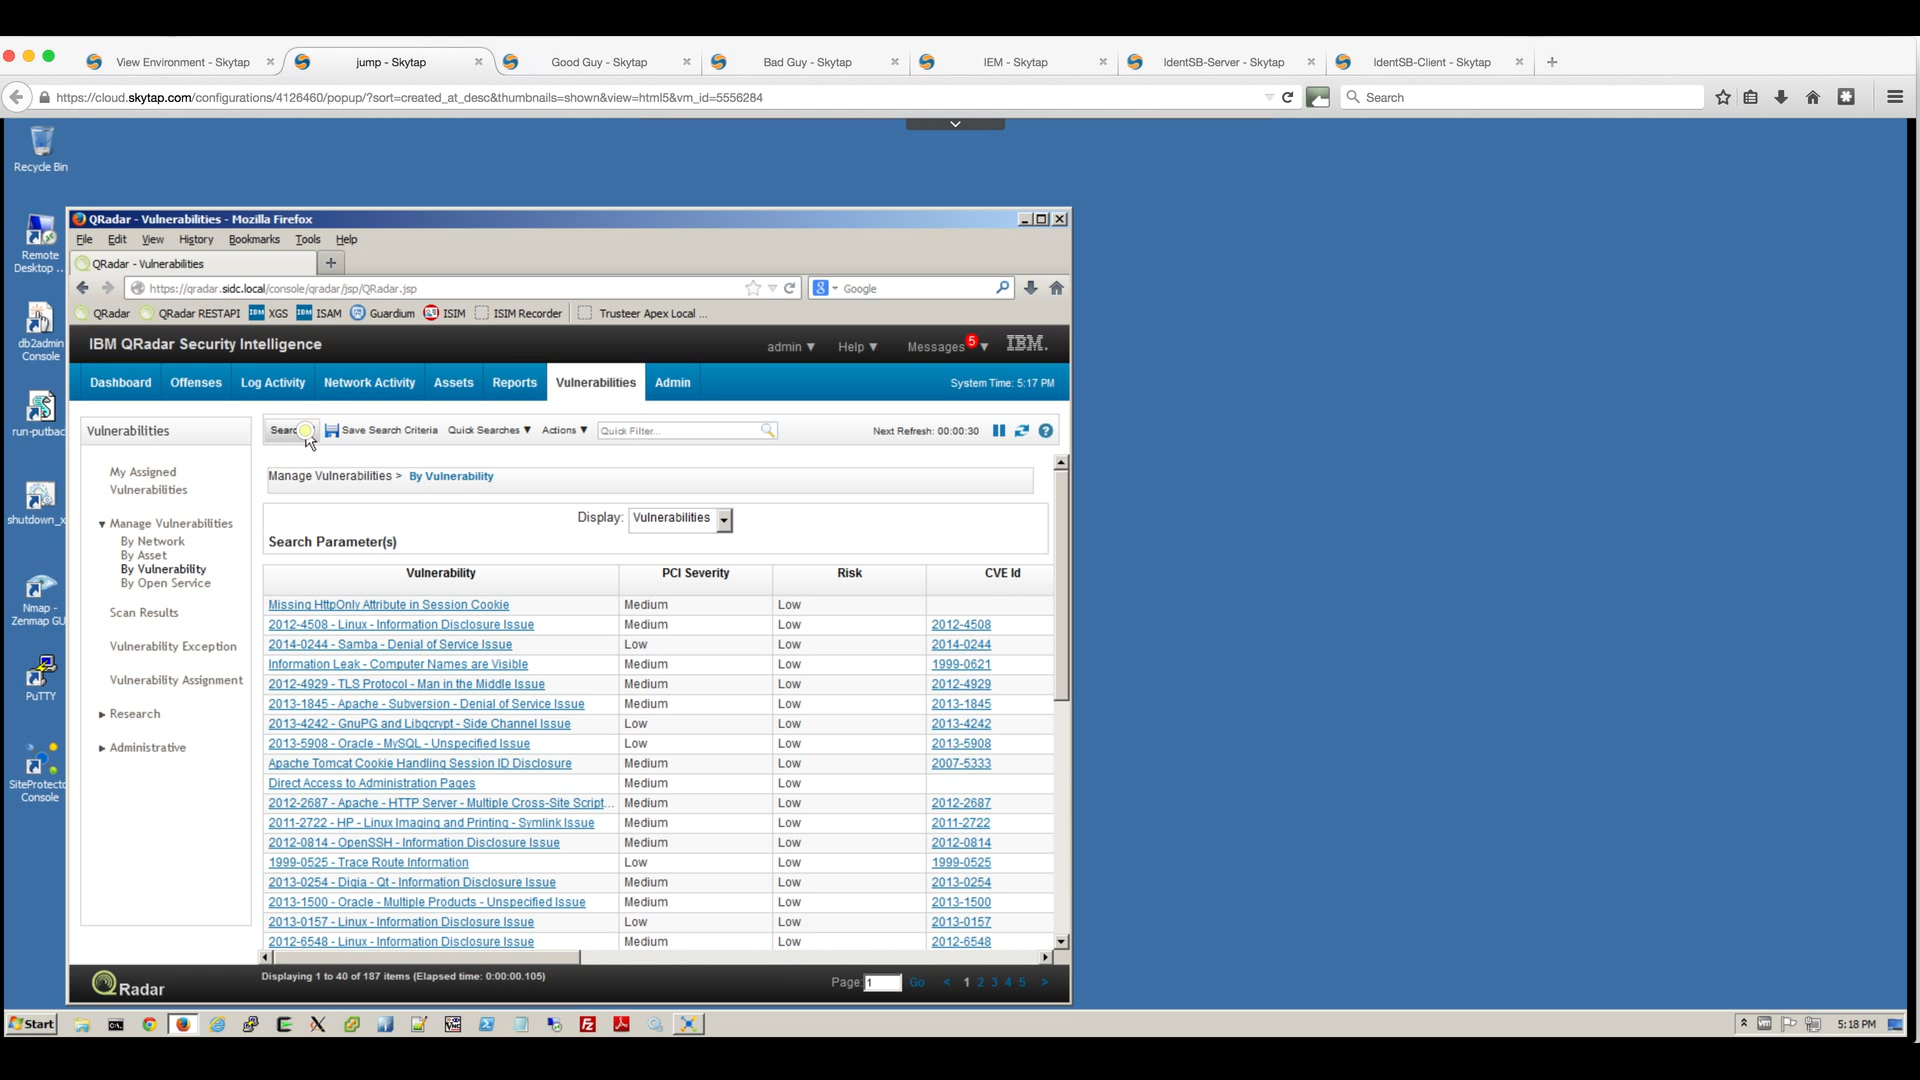 View Environment - Skytap
jump - Skytap
Good Guy - Skytap
Bad Guy - Skytap
IEM - Skytap
IdentSB-Server - Skytap
IdentSB-Client - Skytap
https://cloud.skytap.com/configurations/4126460/popup/?sort=created_at_desc&thumbnails=shown&view=html5&vm_id=5556284
Search
Recycle Bin
Remote
Desktop ..
db2admin
Console
run-putbac
shutdown_x
Nmap -
Zenmap GU
PuTTY
SiteProtecto
Console
QRadar - Vulnerabilities - Mozilla Firefox
File Edit View History Bookmarks Tools Help
QRadar - Vulnerabilities
https://qradar.sidc.local/console/qradar/jsp/QRadar.jsp
Google
QRadar QRadar RESTAPI IBM XGS IBM ISAM Guardium ISIM ISIM Recorder Trusteer Apex Local ...
IBM QRadar Security Intelligence
admin ▼ Help ▼ Messages 5 ▼ IBM.
Dashboard Offenses Log Activity Network Activity Assets Reports Vulnerabilities Admin
System Time: 5:17 PM
Vulnerabilities
My Assigned
Vulnerabilities
▼ Manage Vulnerabilities
By Network
By Asset
By Vulnerability
By Open Service
Scan Results
Vulnerability Exception
Vulnerability Assignment
▶ Research
▶ Administrative
Save Search Criteria Quick Searches ▼ Actions ▼ Quick Filter...
Next Refresh: 00:00:30
Manage Vulnerabilities > By Vulnerability
Display: Vulnerabilities
Search Parameter(s)
Vulnerability PCI Severity Risk CVE Id
Missing HttpOnly Attribute in Session Cookie Medium Low
2012-4508 - Linux - Information Disclosure Issue Medium Low 2012-4508
2014-0244 - Samba - Denial of Service Issue Low Low 2014-0244
Information Leak - Computer Names are Visible Medium Low 1999-0621
2012-4929 - TLS Protocol - Man in the Middle Issue Medium Low 2012-4929
2013-1845 - Apache - Subversion - Denial of Service Issue Medium Low 2013-1845
2013-4242 - GnuPG and Libgcrypt - Side Channel Issue Low Low 2013-4242
2013-5908 - Oracle - MySQL - Unspecified Issue Low Low 2013-5908
Apache Tomcat Cookie Handling Session ID Disclosure Medium Low 2007-5333
Direct Access to Administration Pages Medium Low
2012-2687 - Apache - HTTP Server - Multiple Cross-Site Script... Medium Low 2012-2687
2011-2722 - HP - Linux Imaging and Printing - Symlink Issue Medium Low 2011-2722
2012-0814 - OpenSSH - Information Disclosure Issue Medium Low 2012-0814
1999-0525 - Trace Route Information Low Low 1999-0525
2013-0254 - Digia - Qt - Information Disclosure Issue Medium Low 2013-0254
2013-1500 - Oracle - Multiple Products - Unspecified Issue Medium Low 2013-1500
2013-0157 - Linux - Information Disclosure Issue Low Low 2013-0157
2012-6548 - Linux - Information Disclosure Issue Medium Low 2012-6548
QRadar
Displaying 1 to 40 of 187 items (Elapsed time: 0:00:00.105)
Page: 1 Go < 1 2 3 4 5 >
Start
5:18 PM